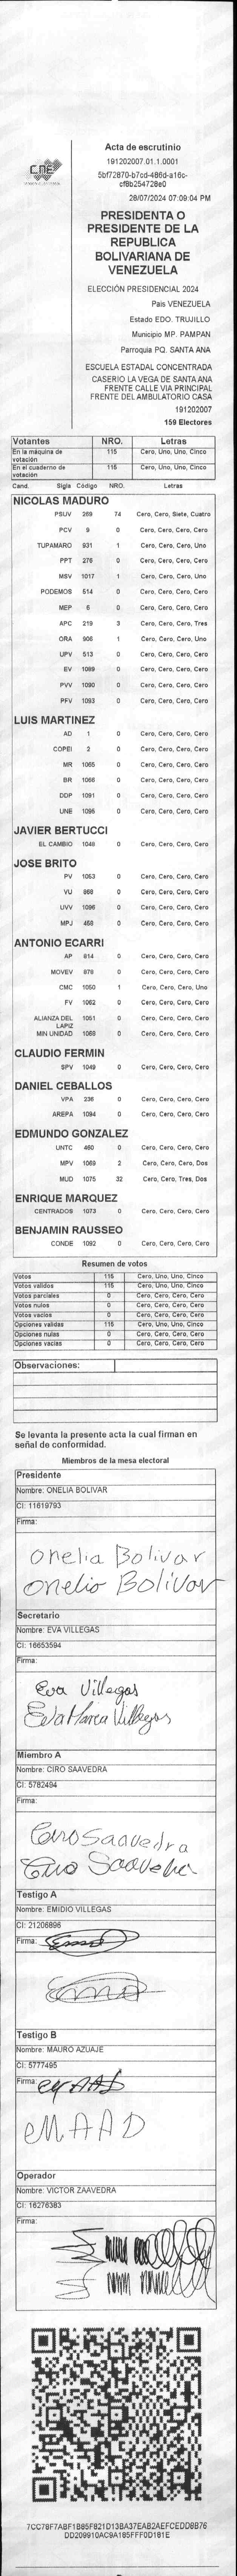 CNE
Acta de escrutinio
191202007.01.1.0001
5bf72870-b7cd-486d-a16c-
cf8b254728e0
28/07/2024 07:09:04 PM
PRESIDENTA O
PRESIDENTE DE LA
REPUBLICA
BOLIVARIANA DE
VENEZUELA
ELECCIÓN PRESIDENCIAL 2024
Pais VENEZUELA
Estado EDO. TRUJILLO
Municipio MP. PAMPAN
Parroquia PQ. SANTA ANA
ESCUELA ESTADAL CONCENTRADA
CASERIO LA VEGA DE SANTA ANA
FRENTE CALLE VIA PRINCIPAL
FRENTE DEL AMBULATORIO CASA
191202007
159 Electores
Votantes NRO. Letras
En la máquina de votación 115 Cero, Uno, Uno, Cinco
En el cuaderno de votación 115 Cero, Uno, Uno, Cinco
Cand. Sigla Código NRO. Letras
NICOLAS MADURO
PSUV 269 74 Cero, Cero, Siete, Cuatro
PCV 9 0 Cero, Cero, Cero, Cero
TUPAMARO 931 1 Cero, Cero, Cero, Uno
PPT 276 0 Cero, Cero, Cero, Cero
MSV 1017 1 Cero, Cero, Cero, Uno
PODEMOS 514 0 Cero, Cero, Cero, Cero
MEP 6 0 Cero, Cero, Cero, Cero
APC 219 3 Cero, Cero, Cero, Tres
ORA 906 1 Cero, Cero, Cero, Uno
UPV 513 0 Cero, Cero, Cero, Cero
EV 1089 0 Cero, Cero, Cero, Cero
PVV 1090 0 Cero, Cero, Cero, Cero
PFV 1093 0 Cero, Cero, Cero, Cero
LUIS MARTINEZ
AD 1 0 Cero, Cero, Cero, Cero
COPEI 2 0 Cero, Cero, Cero, Cero
MR 1065 0 Cero, Cero, Cero, Cero
BR 1066 0 Cero, Cero, Cero, Cero
DDP 1091 0 Cero, Cero, Cero, Cero
UNE 1095 0 Cero, Cero, Cero, Cero
JAVIER BERTUCCI
EL CAMBIO 1048 0 Cero, Cero, Cero, Cero
JOSE BRITO
PV 1053 0 Cero, Cero, Cero, Cero
VU 868 0 Cero, Cero, Cero, Cero
UVV 1096 0 Cero, Cero, Cero, Cero
MPJ 458 0 Cero, Cero, Cero, Cero
ANTONIO ECARRI
AP 814 0 Cero, Cero, Cero, Cero
MOVEV 879 0 Cero, Cero, Cero, Cero
CMC 1050 1 Cero, Cero, Cero, Uno
FV 1062 0 Cero, Cero, Cero, Cero
ALIANZA DEL LAPIZ 1051 0 Cero, Cero, Cero, Cero
MIN UNIDAD 1068 0 Cero, Cero, Cero, Cero
CLAUDIO FERMIN
SPV 1049 0 Cero, Cero, Cero, Cero
DANIEL CEBALLOS
VPA 236 0 Cero, Cero, Cero, Cero
AREPA 1094 0 Cero, Cero, Cero, Cero
EDMUNDO GONZALEZ
UNTC 460 0 Cero, Cero, Cero, Cero
MPV 1069 2 Cero, Cero, Cero, Dos
MUD 1075 32 Cero, Cero, Tres, Dos
ENRIQUE MARQUEZ
CENTRADOS 1073 0 Cero, Cero, Cero, Cero
BENJAMIN RAUSSEO
CONDE 1092 0 Cero, Cero, Cero, Cero
Resumen de votos
Votos 115 Cero, Uno, Uno, Cinco
Votos validos 115 Cero, Uno, Uno, Cinco
Votos parciales 0 Cero, Cero, Cero, Cero
Votos nulos 0 Cero, Cero, Cero, Cero
Votos vacios 0 Cero, Cero, Cero, Cero
Opciones validas 115 Cero, Uno, Uno, Cinco
Opciones nulas 0 Cero, Cero, Cero, Cero
Opciones vacias 0 Cero, Cero, Cero, Cero
Observaciones:
Se levanta la presente acta la cual firman en
señal de conformidad.
Miembros de la mesa electoral
Presidente
Nombre: ONELIA BOLIVAR
CI: 11619793
Firma:
Onelia Bolivar
Onelia Bolivar
Secretario
Nombre: EVA VILLEGAS
CI: 16653594
Firma:
Eva Villegas
Eva Maria Villegas
Miembro A
Nombre: CIRO SAAVEDRA
CI: 5782494
Firma:
Ciro Saavedra
Ciro Saavedra
Testigo A
Nombre: EMIDIO VILLEGAS
CI: 21206896
Firma:
Testigo B
Nombre: MAURO AZUAJE
CI: 5777495
Firma:
Operador
Nombre: VICTOR ZAAVEDRA
CI: 16276383
Firma:
7CC78F7ABF1B85F821D13BA37EAB2AEFCEDD8B76
DD209910AC9A185FFF0D181E